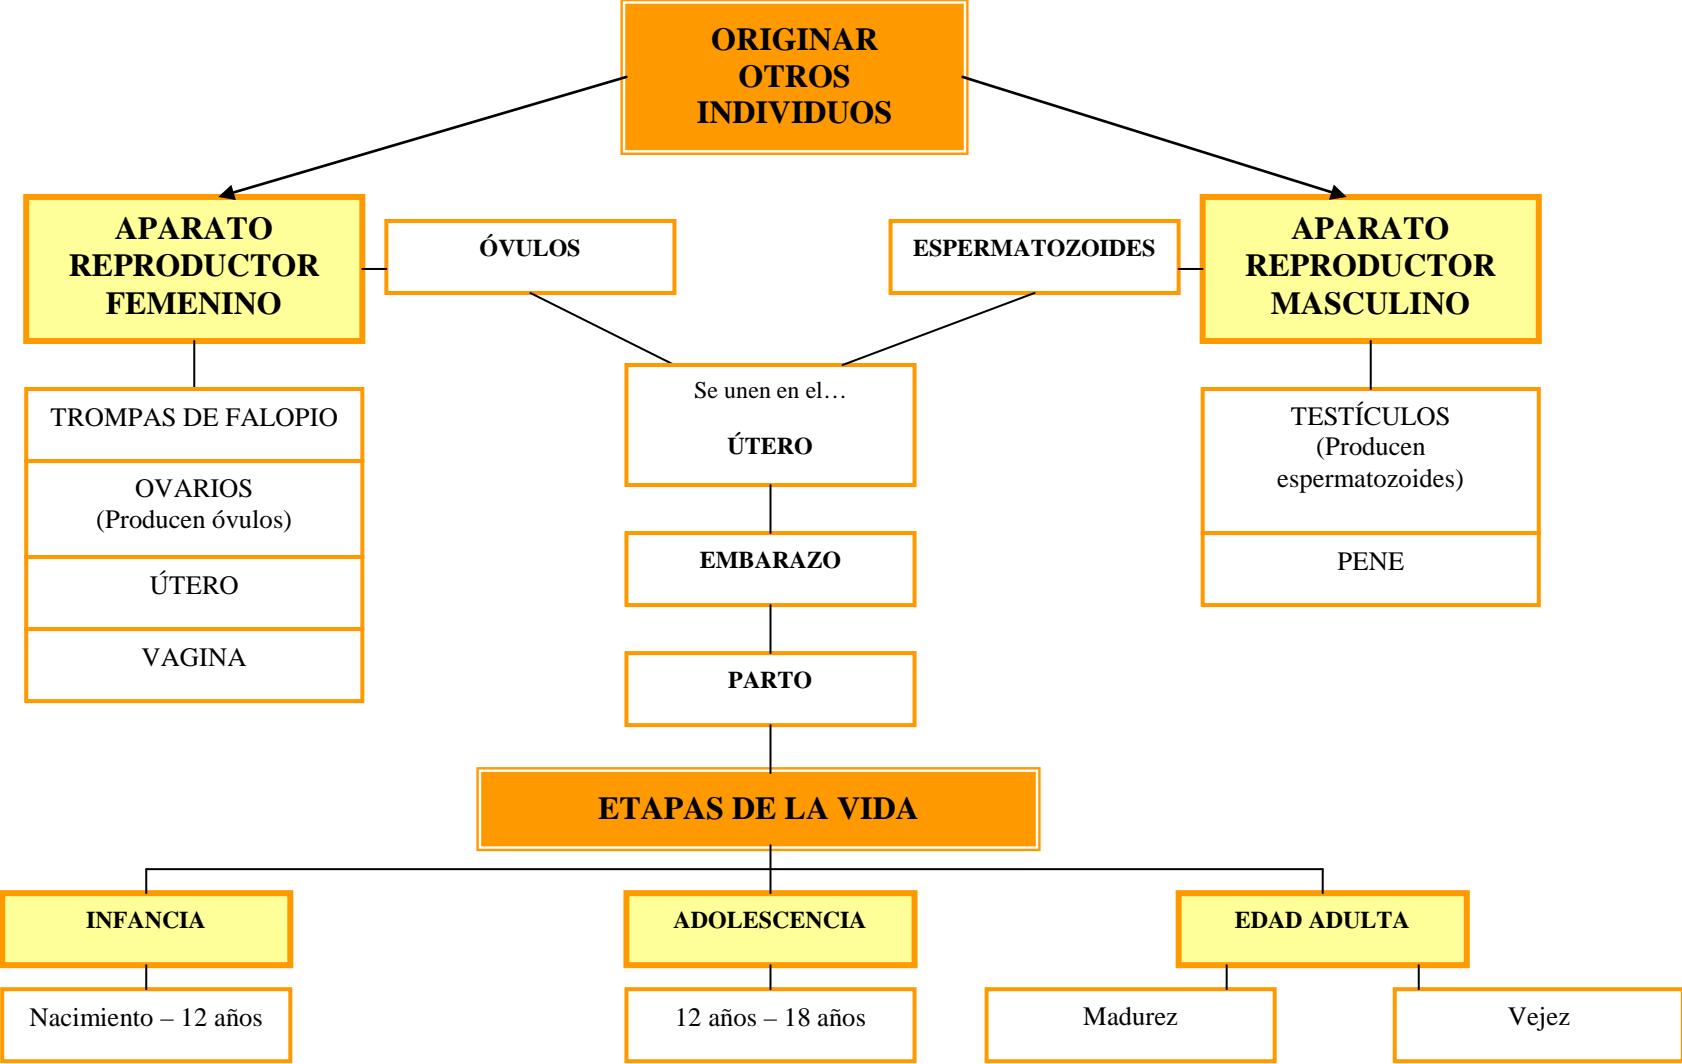 ORIGINAR
OTROS
INDIVIDUOS
APARATO
REPRODUCTOR
FEMENINO
ÓVULOS
ESPERMATOZOIDES
APARATO
REPRODUCTOR
MASCULINO
TROMPAS DE FALOPIO
OVARIOS
(Producen óvulos)
ÚTERO
VAGINA
Se unen en el…
ÚTERO
EMBARAZO
PARTO
TESTÍCULOS
(Producen
espermatozoides)
PENE
ETAPAS DE LA VIDA
INFANCIA
ADOLESCENCIA
EDAD ADULTA
Nacimiento – 12 años
12 años – 18 años
Madurez
Vejez